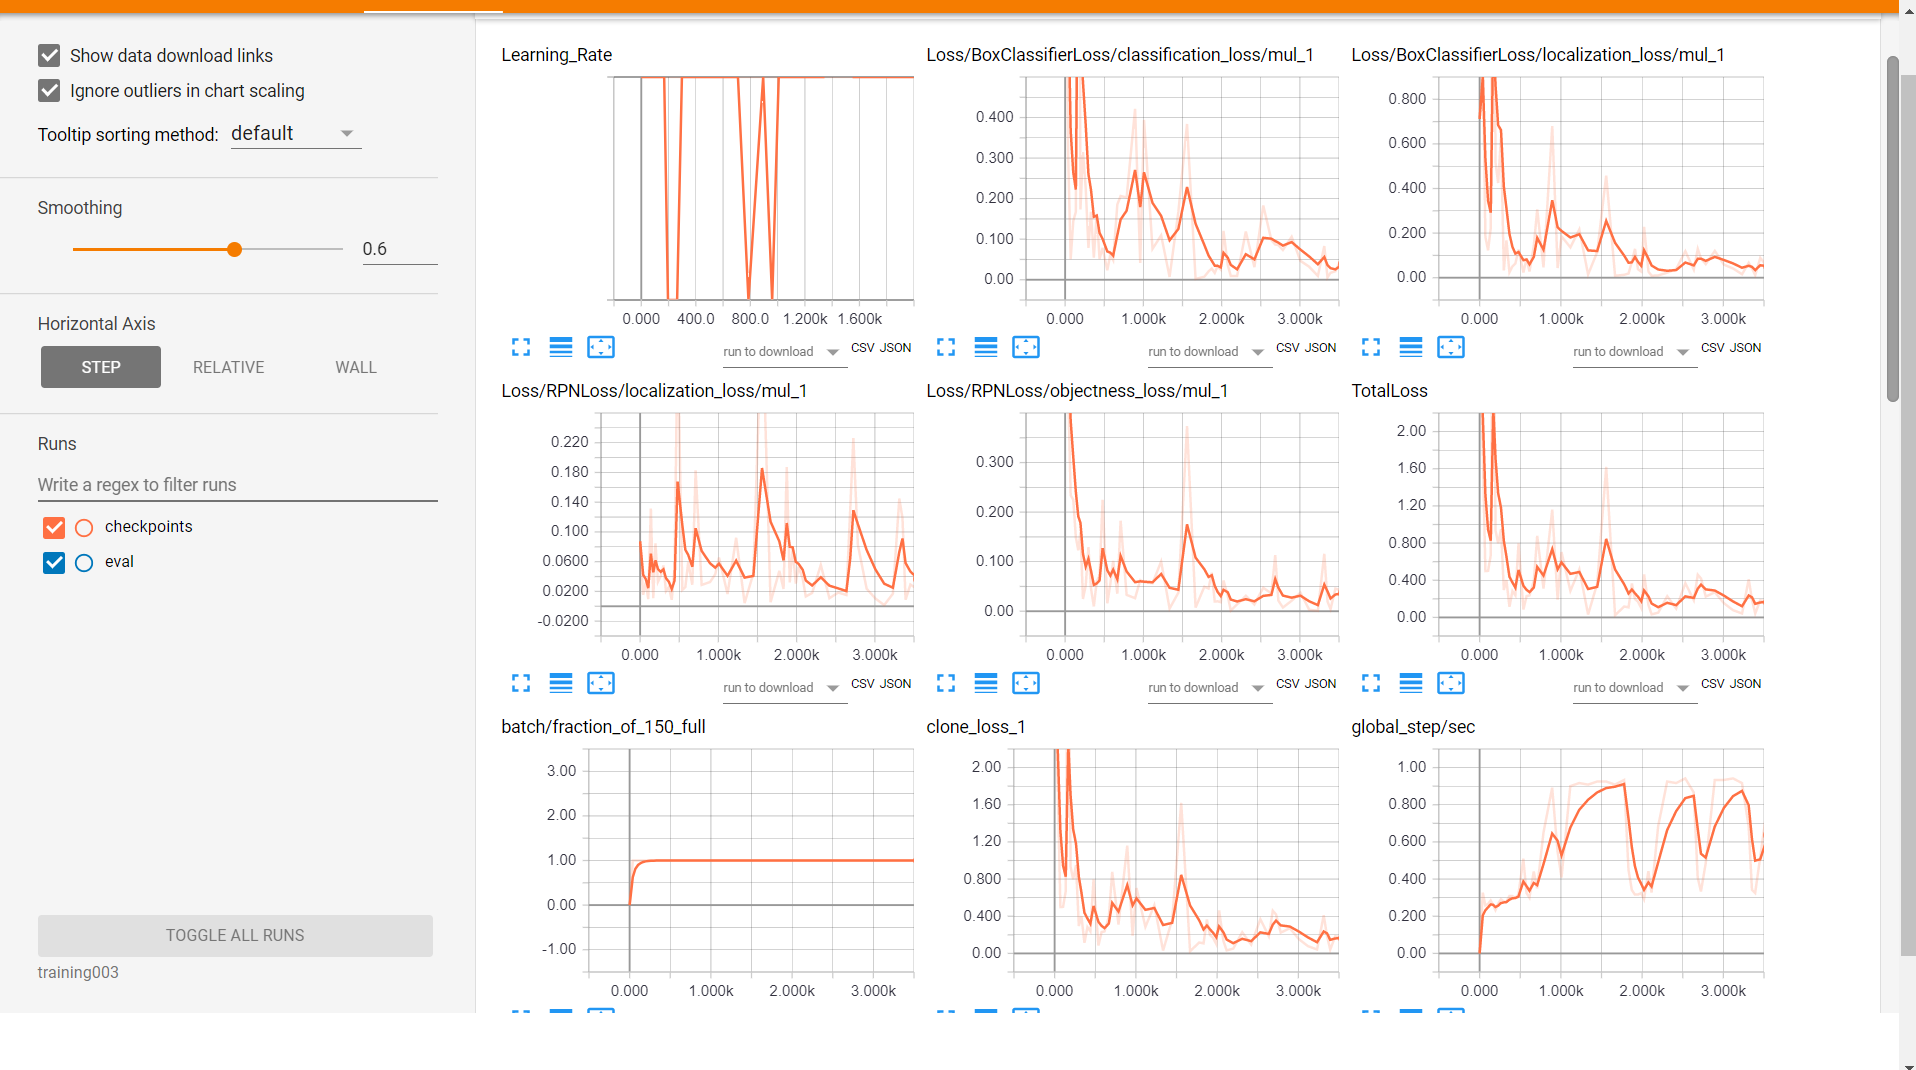 Show data download links
Ignore outliers in chart scaling
Tooltip sorting method: default
Smoothing
0.6
Horizontal Axis
STEP RELATIVE WALL
Runs
Write a regex to filter runs
checkpoints
eval
TOGGLE ALL RUNS
training003
Learning_Rate
0.000 400.0 800.0 1.200k 1.600k
run to download CSV JSON
Loss/BoxClassifierLoss/classification_loss/mul_1
0.400
0.300
0.200
0.100
0.00
0.000 1.000k 2.000k 3.000k
run to download CSV JSON
Loss/BoxClassifierLoss/localization_loss/mul_1
0.800
0.600
0.400
0.200
0.00
0.000 1.000k 2.000k 3.000k
run to download CSV JSON
Loss/RPNLoss/localization_loss/mul_1
0.220
0.180
0.140
0.100
0.0600
0.0200
-0.0200
0.000 1.000k 2.000k 3.000k
run to download CSV JSON
Loss/RPNLoss/objectness_loss/mul_1
0.300
0.200
0.100
0.00
0.000 1.000k 2.000k 3.000k
run to download CSV JSON
TotalLoss
2.00
1.60
1.20
0.800
0.400
0.00
0.000 1.000k 2.000k 3.000k
run to download CSV JSON
batch/fraction_of_150_full
3.00
2.00
1.00
0.00
-1.00
0.000 1.000k 2.000k 3.000k
clone_loss_1
2.00
1.60
1.20
0.800
0.400
0.00
0.000 1.000k 2.000k 3.000k
global_step/sec
1.00
0.800
0.600
0.400
0.200
0.00
0.000 1.000k 2.000k 3.000k